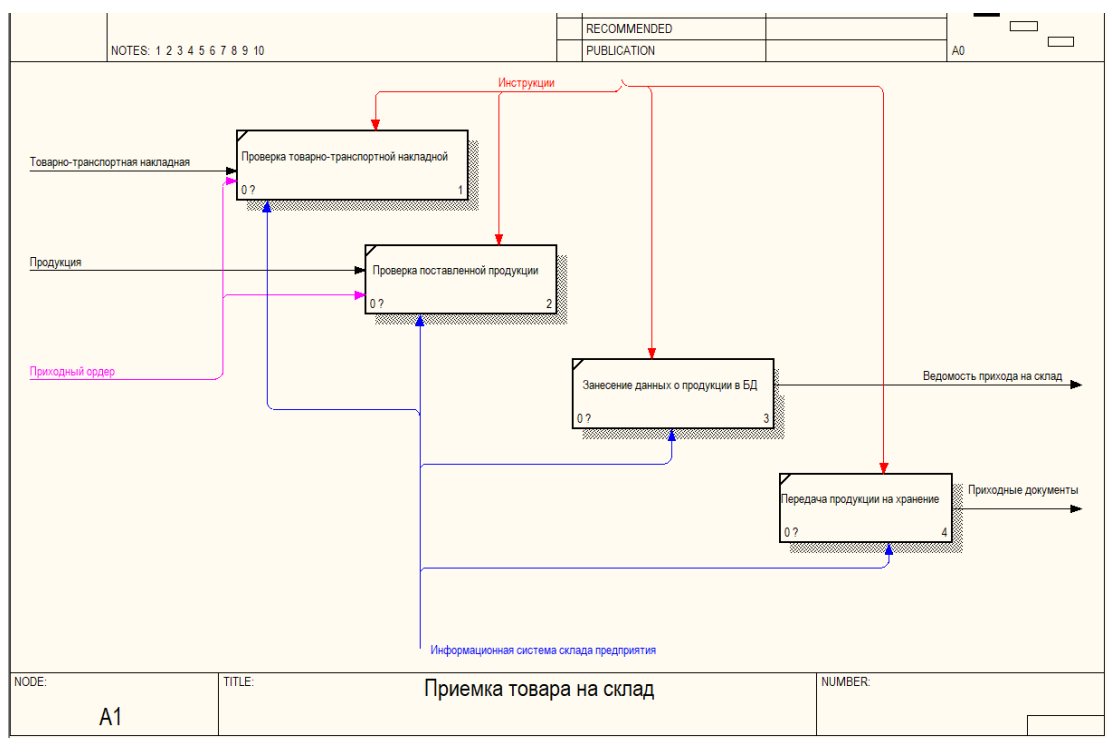 RECOMMENDED
NOTES: 1 2 3 4 5 6 7 8 9 10
PUBLICATION
A0
Инструкции
Товарно-транспортная накладная
Проверка товарно-транспортной накладной
0 ?
1
Продукция
Проверка поставленной продукции
0 ?
2
Приходный ордер
Занесение данных о продукции в БД
0 ?
3
Ведомость прихода на склад
Передача продукции на хранение
0 ?
4
Приходные документы
Информационная система склада предприятия
NODE:
TITLE:
NUMBER:
A1
Приемка товара на склад